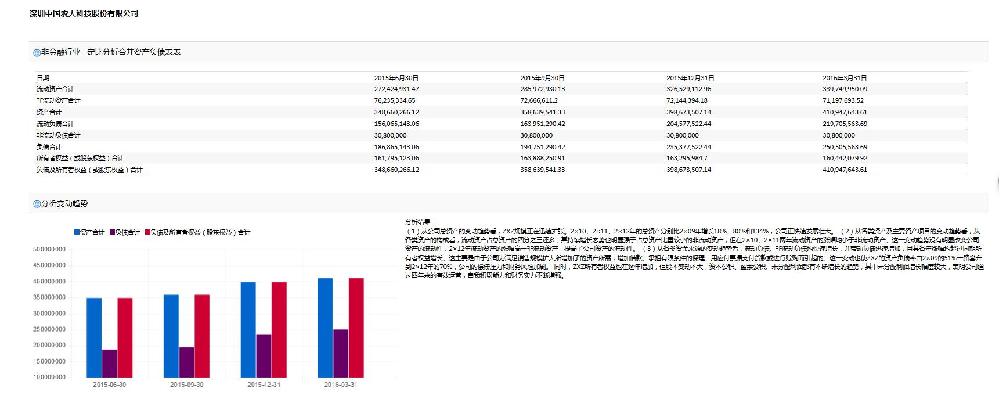 深圳中国农大科技股份有限公司
非金融行业 定比分析合并资产负债表表
日期 2015年6月30日 2015年9月30日 2015年12月31日 2016年3月31日
流动资产合计 272,424,931.47 285,972,930.13 326,529,112.96 339,749,950.09
非流动资产合计 76,235,334.65 72,666,611.2 72,144,394.18 71,197,693.52
资产合计 348,660,266.12 358,639,541.33 398,673,507.14 410,947,643.61
流动负债合计 156,065,143.06 163,951,290.42 204,577,522.44 219,705,563.69
非流动负债合计 30,800,000 30,800,000 30,800,000 30,800,000
负债合计 186,865,143.06 194,751,290.42 235,377,522.44 250,505,563.69
所有者权益（或股东权益）合计 161,795,123.06 163,888,250.91 163,295,984.7 160,442,079.92
负债及所有者权益（或股东权益）合计 348,660,266.12 358,639,541.33 398,673,507.14 410,947,643.61
分析变动趋势
资产合计 负债合计 负债及所有者权益（股东权益）合计
500000000
450000000
400000000
350000000
300000000
250000000
200000000
150000000
100000000
2015-06-30 2015-09-30 2015-12-31 2016-03-31
分析结果：
（1）从公司总资产的变动趋势看，ZXZ规模正在迅速扩张。2×10、2×11、2×12年的总资产分别比2×09年增长18%、80%和134%，公司正快速发展壮大。 （2）从各类资产及主要资产项目的变动趋势看，从
各类资产的构成看，流动资产占总资产的四分之三还多，其持续增长态势也明显强于占总资产比重较小的非流动资产，但在2×10、2×11两年流动资产的涨幅均小于非流动资产。这一变动趋势没有明显改变公司
资产的流动性，2×12年流动资产的涨幅高于非流动资产，提高了公司资产的流动性。 （3）从各类资金来源的变动趋势看，流动负债、非流动负债均快速增长，并带动负债迅速增加，且其各年涨幅均超过同期所
有者权益增长。这主要是由于公司为满足销售规模扩大所增加了的资产所需，增加借款、承担有限条件的保理、用应付票据支付货款或进行赊购而引起的。这一变动也使ZXZ的资产负债率由2×09的51%一路攀升
到2×12年的70%，公司的偿债压力和财务风险加剧。 同时，ZXZ所有者权益也在逐年增加，但股本变动不大，资本公积、盈余公积、未分配利润都有不断增长的趋势，其中未分配利润增长幅度较大，表明公司通
过四年来的有效运营，自我积累能力和财务实力不断增强。